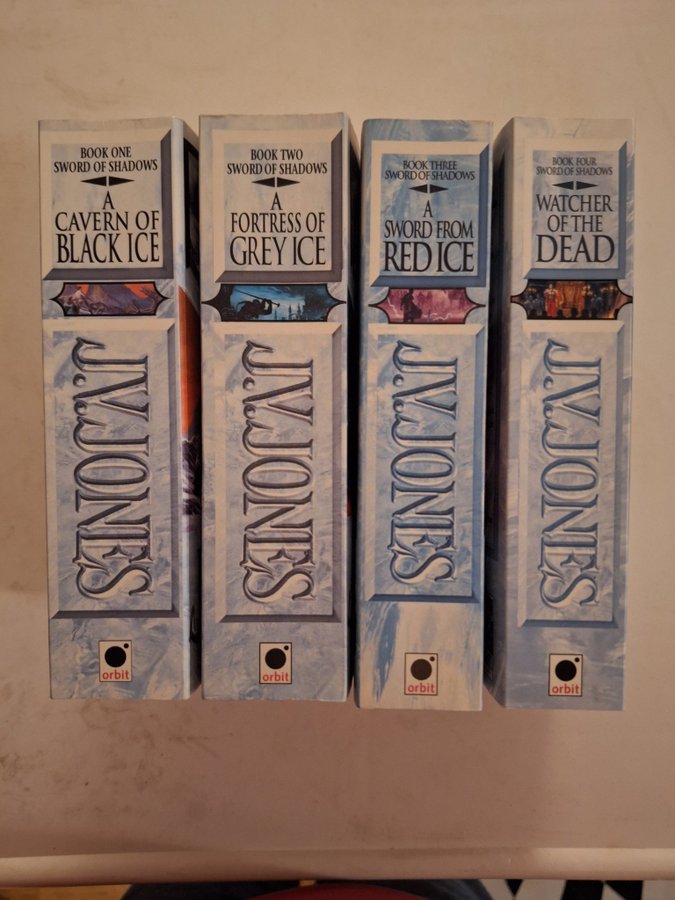 BOOK ONE
SWORD OF SHADOWS
A
CAVERN OF
BLACK ICE
J.V. JONES
orbit
BOOK TWO
SWORD OF SHADOWS
A
FORTRESS OF
GREY ICE
J.V. JONES
orbit
BOOK THREE
SWORD OF SHADOWS
A
SWORD FROM
RED ICE
J.V. JONES
orbit
BOOK FOUR
SWORD OF SHADOWS
WATCHER
OF THE
DEAD
J.V. JONES
orbit